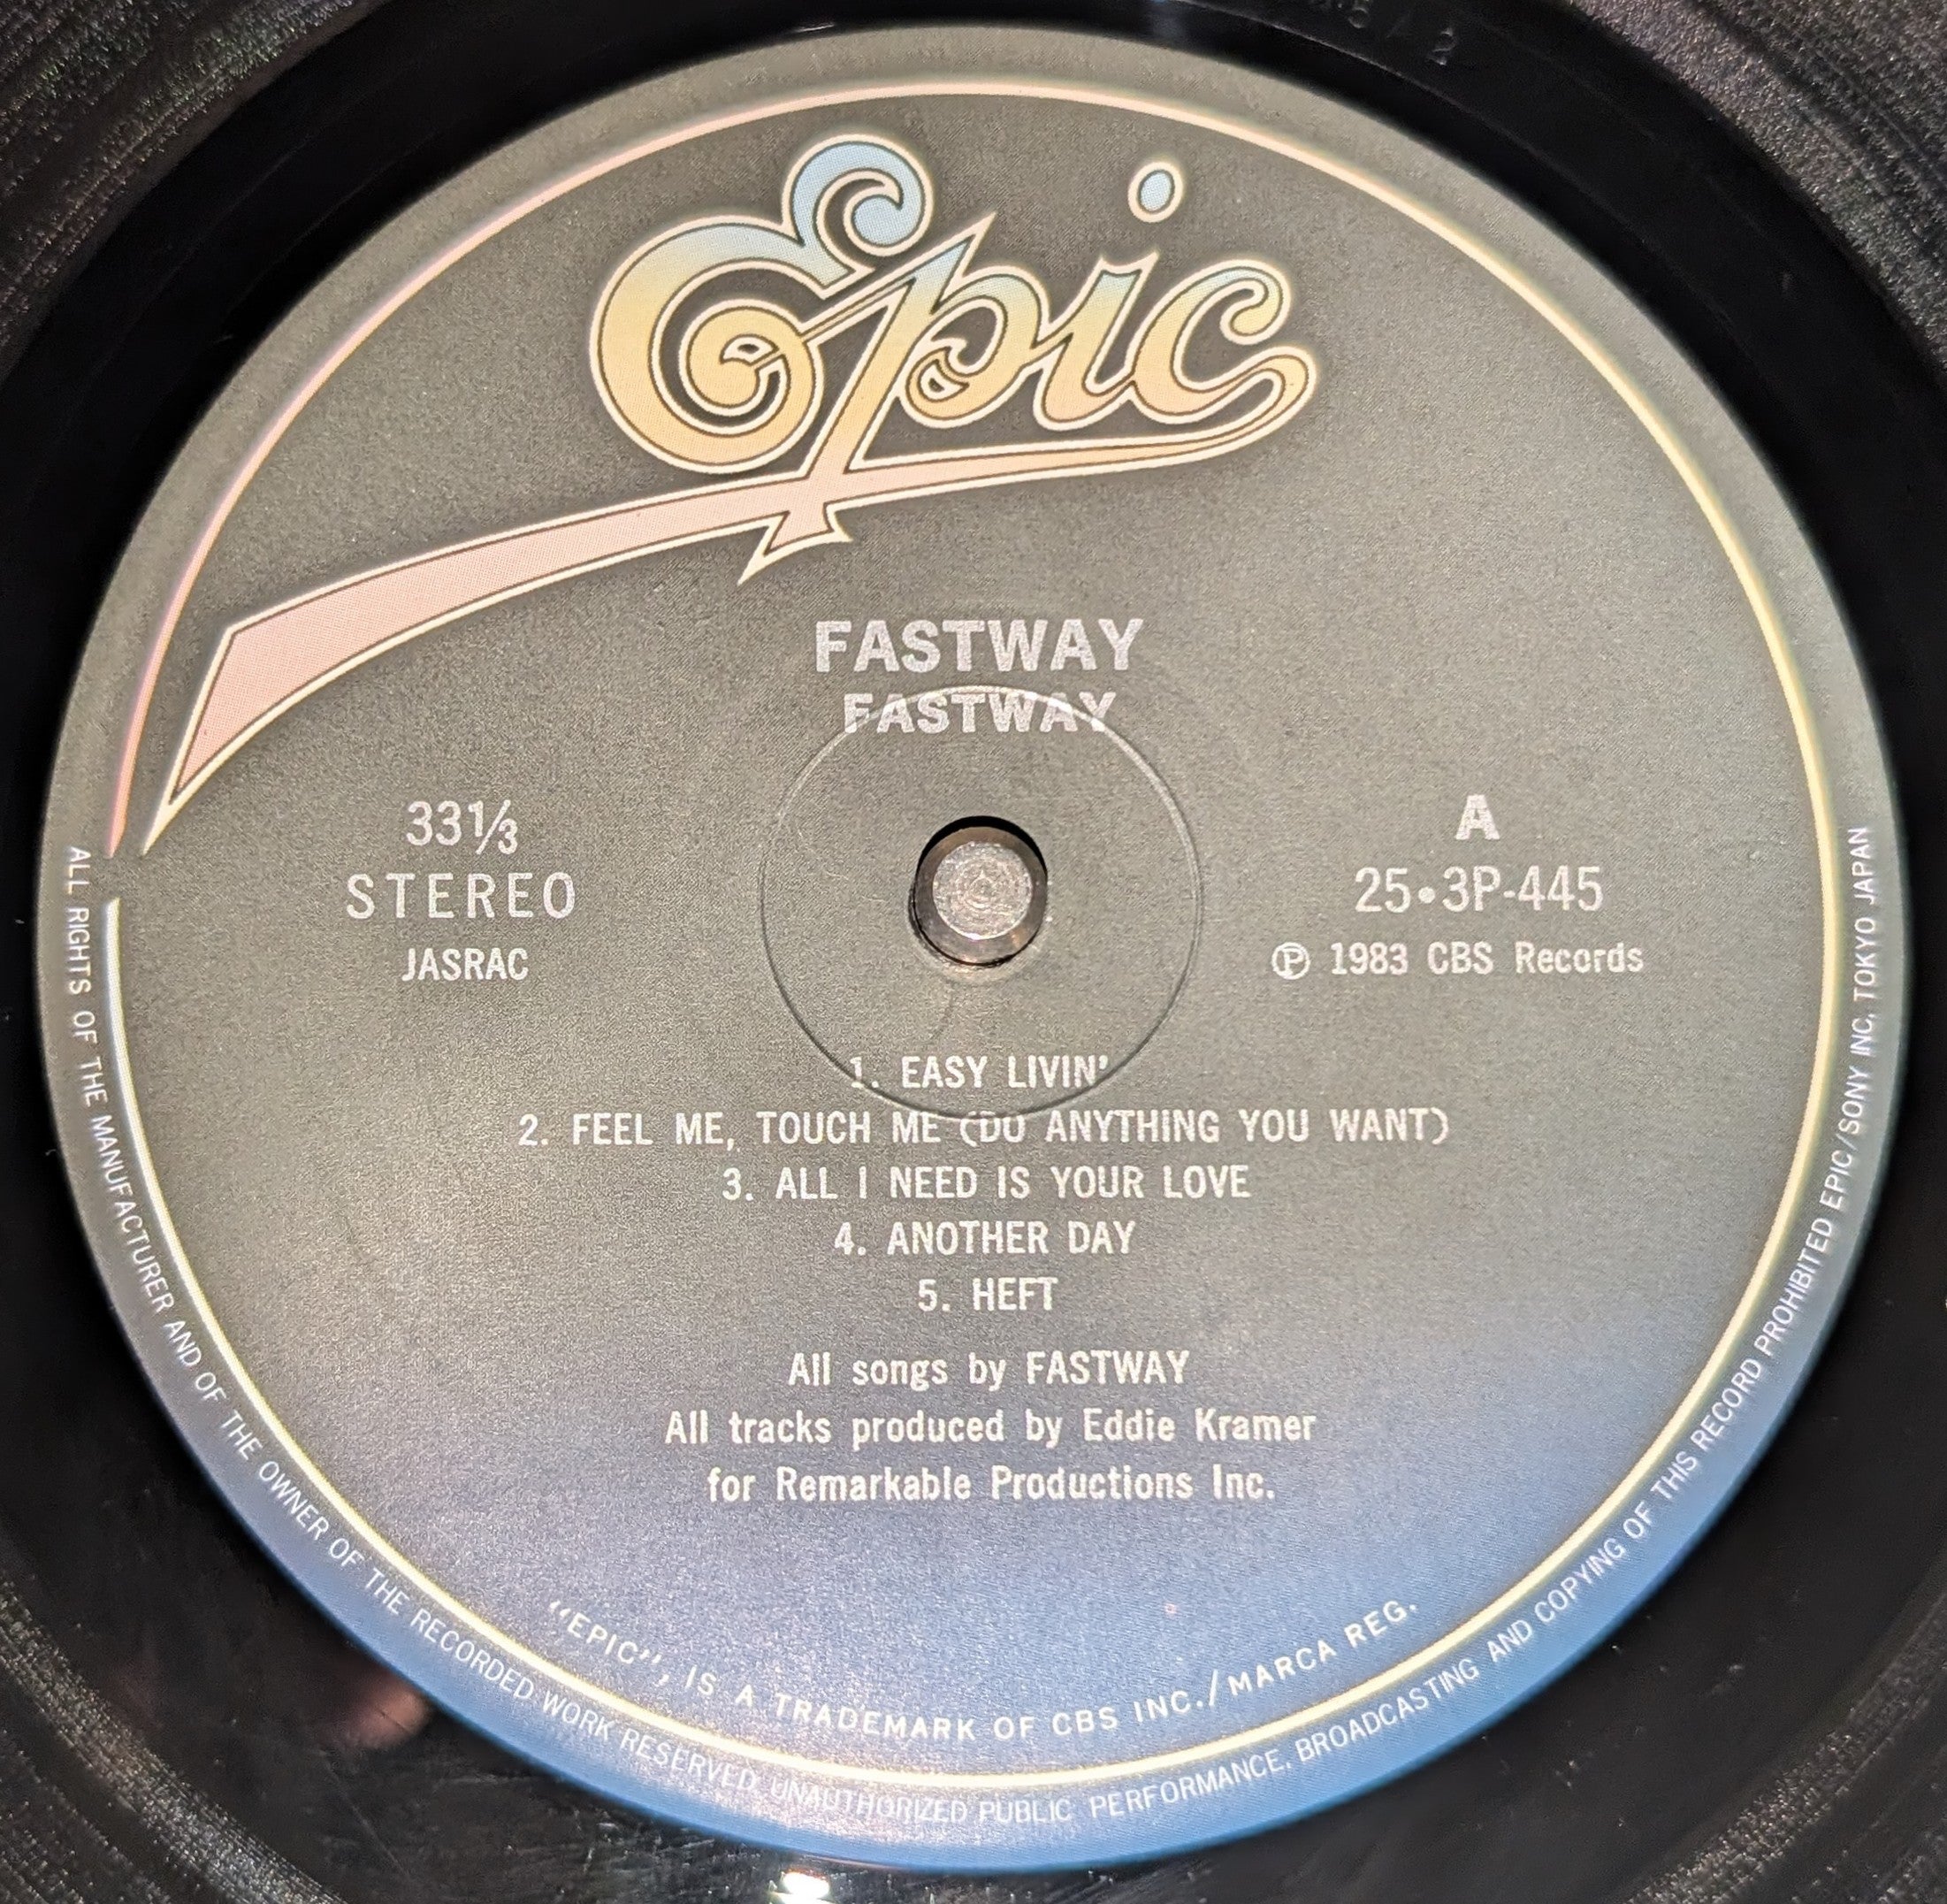 Epic
FASTWAY
FASTWAY
33⅓
STEREO
JASRAC
A
25•3P-445
Ⓟ 1983 CBS Records
1. EASY LIVIN'
2. FEEL ME, TOUCH ME (DO ANYTHING YOU WANT)
3. ALL I NEED IS YOUR LOVE
4. ANOTHER DAY
5. HEFT
All songs by FASTWAY
All tracks produced by Eddie Kramer
for Remarkable Productions Inc.
"EPIC", IS A TRADEMARK OF CBS INC./MARCA REG.
ALL RIGHTS OF THE MANUFACTURER AND OF THE OWNER OF THE RECORDED WORK RESERVED UNAUTHORIZED PUBLIC PERFORMANCE, BROADCASTING AND COPYING OF THIS RECORD PROHIBITED EPIC/SONY INC. TOKYO JAPAN